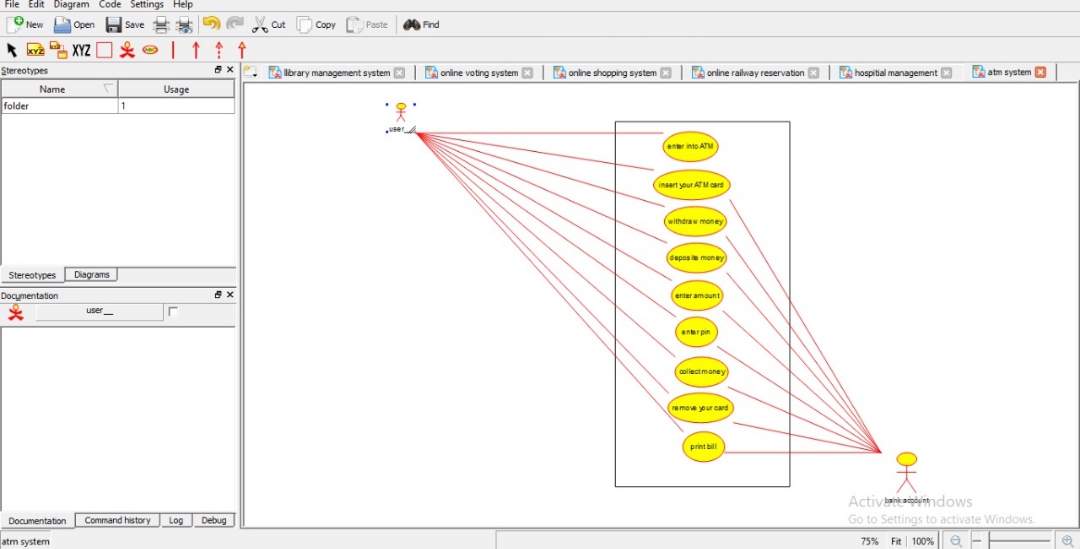 File Edit Diagram Code Settings Help
New Open Save Cut Copy Paste Find
XYZ XYZ
Stereotypes
Name Usage
folder 1
Stereotypes Diagrams
Documentation
user__
Documentation Command history Log Debug
llibrary management system online voting system online shopping system online railway reservation hospitial management atm system
user__
enter into ATM
insert your ATM card
withdraw money
deposite money
enter amount
enter pin
collect money
remove your card
print bill
bank account
Activate Windows
Go to Settings to activate Windows.
atm system 75% Fit 100%